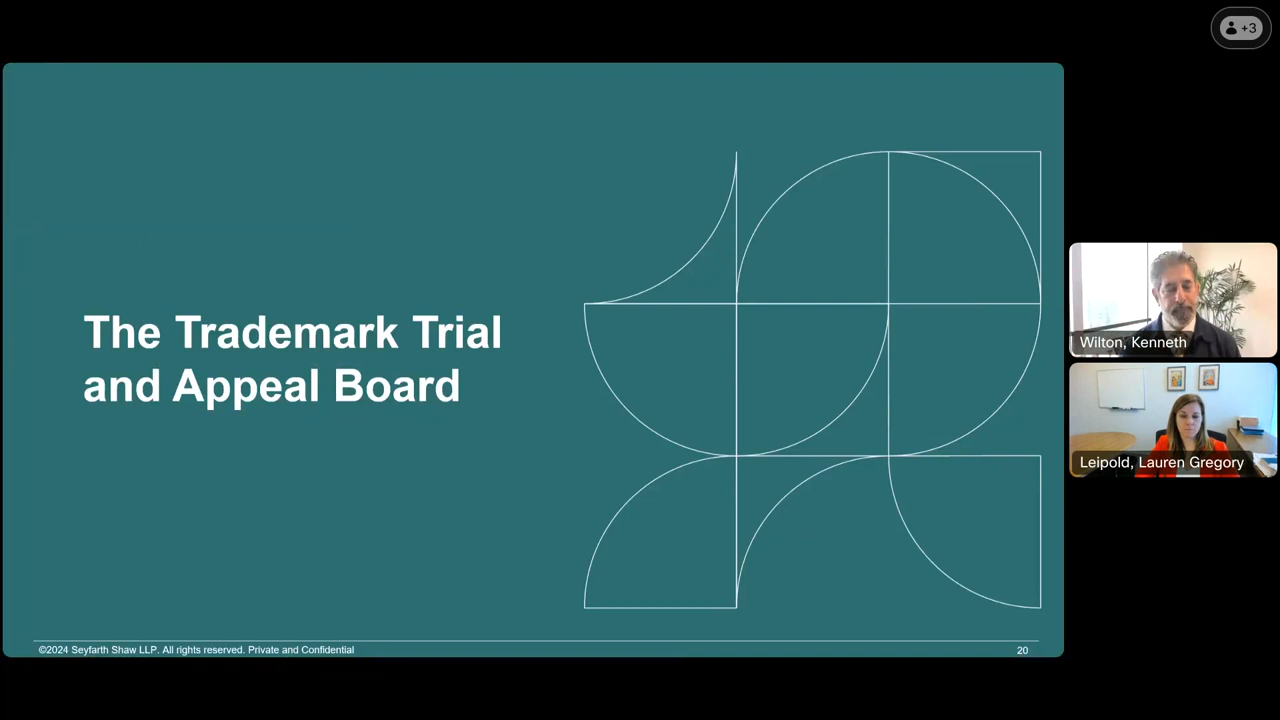 +3
The Trademark Trial
and Appeal Board
Wilton, Kenneth
Leipold, Lauren Gregory
©2024 Seyfarth Shaw LLP. All rights reserved. Private and Confidential
20